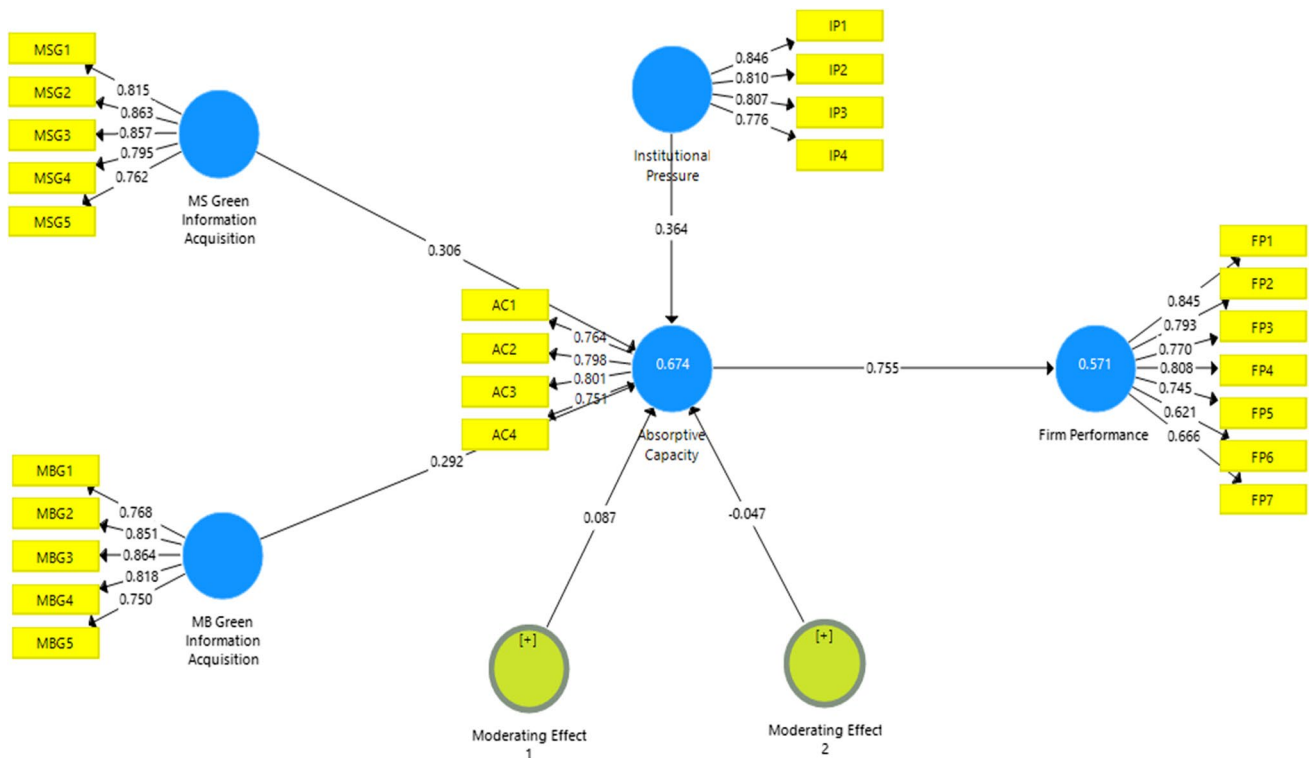 MSG1
MSG2
MSG3
MSG4
MSG5
0.815
0.863
0.857
0.795
0.762
MS Green
Information
Acquisition
IP1
IP2
IP3
IP4
0.846
0.810
0.807
0.776
Institutional
Pressure
0.306
0.364
AC1
AC2
AC3
AC4
0.764
0.798
0.801
0.751
0.674
Absorptive
Capacity
0.755
0.571
Firm Performance
FP1
FP2
FP3
FP4
FP5
FP6
FP7
0.845
0.793
0.770
0.808
0.745
0.621
0.666
MBG1
MBG2
MBG3
MBG4
MBG5
0.768
0.851
0.864
0.818
0.750
MB Green
Information
Acquisition
0.292
0.087
-0.047
[+]
Moderating Effect
1
[+]
Moderating Effect
2